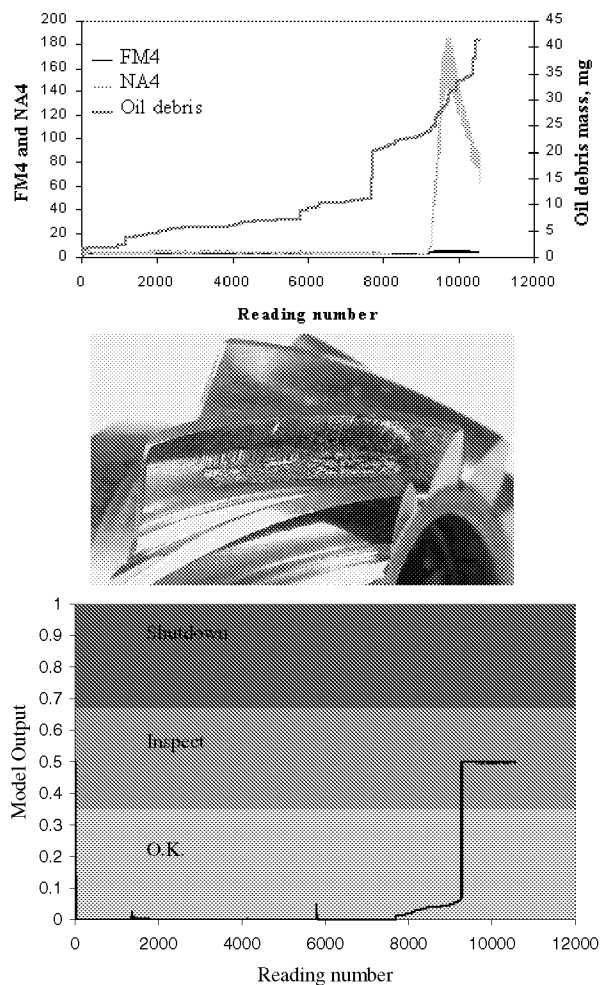 200
180
160
140
120
100
80
60
40
20
0
FM4 and NA4
FM4
NA4
Oil debris
45
40
35
30
25
20
15
10
5
0
Oil debris mass, mg
0 2000 4000 6000 8000 10000 12000
Reading number
1
0.9
0.8
0.7
0.6
0.5
0.4
0.3
0.2
0.1
0
Model Output
Shutdown
Inspect
O.K.
0 2000 4000 6000 8000 10000 12000
Reading number